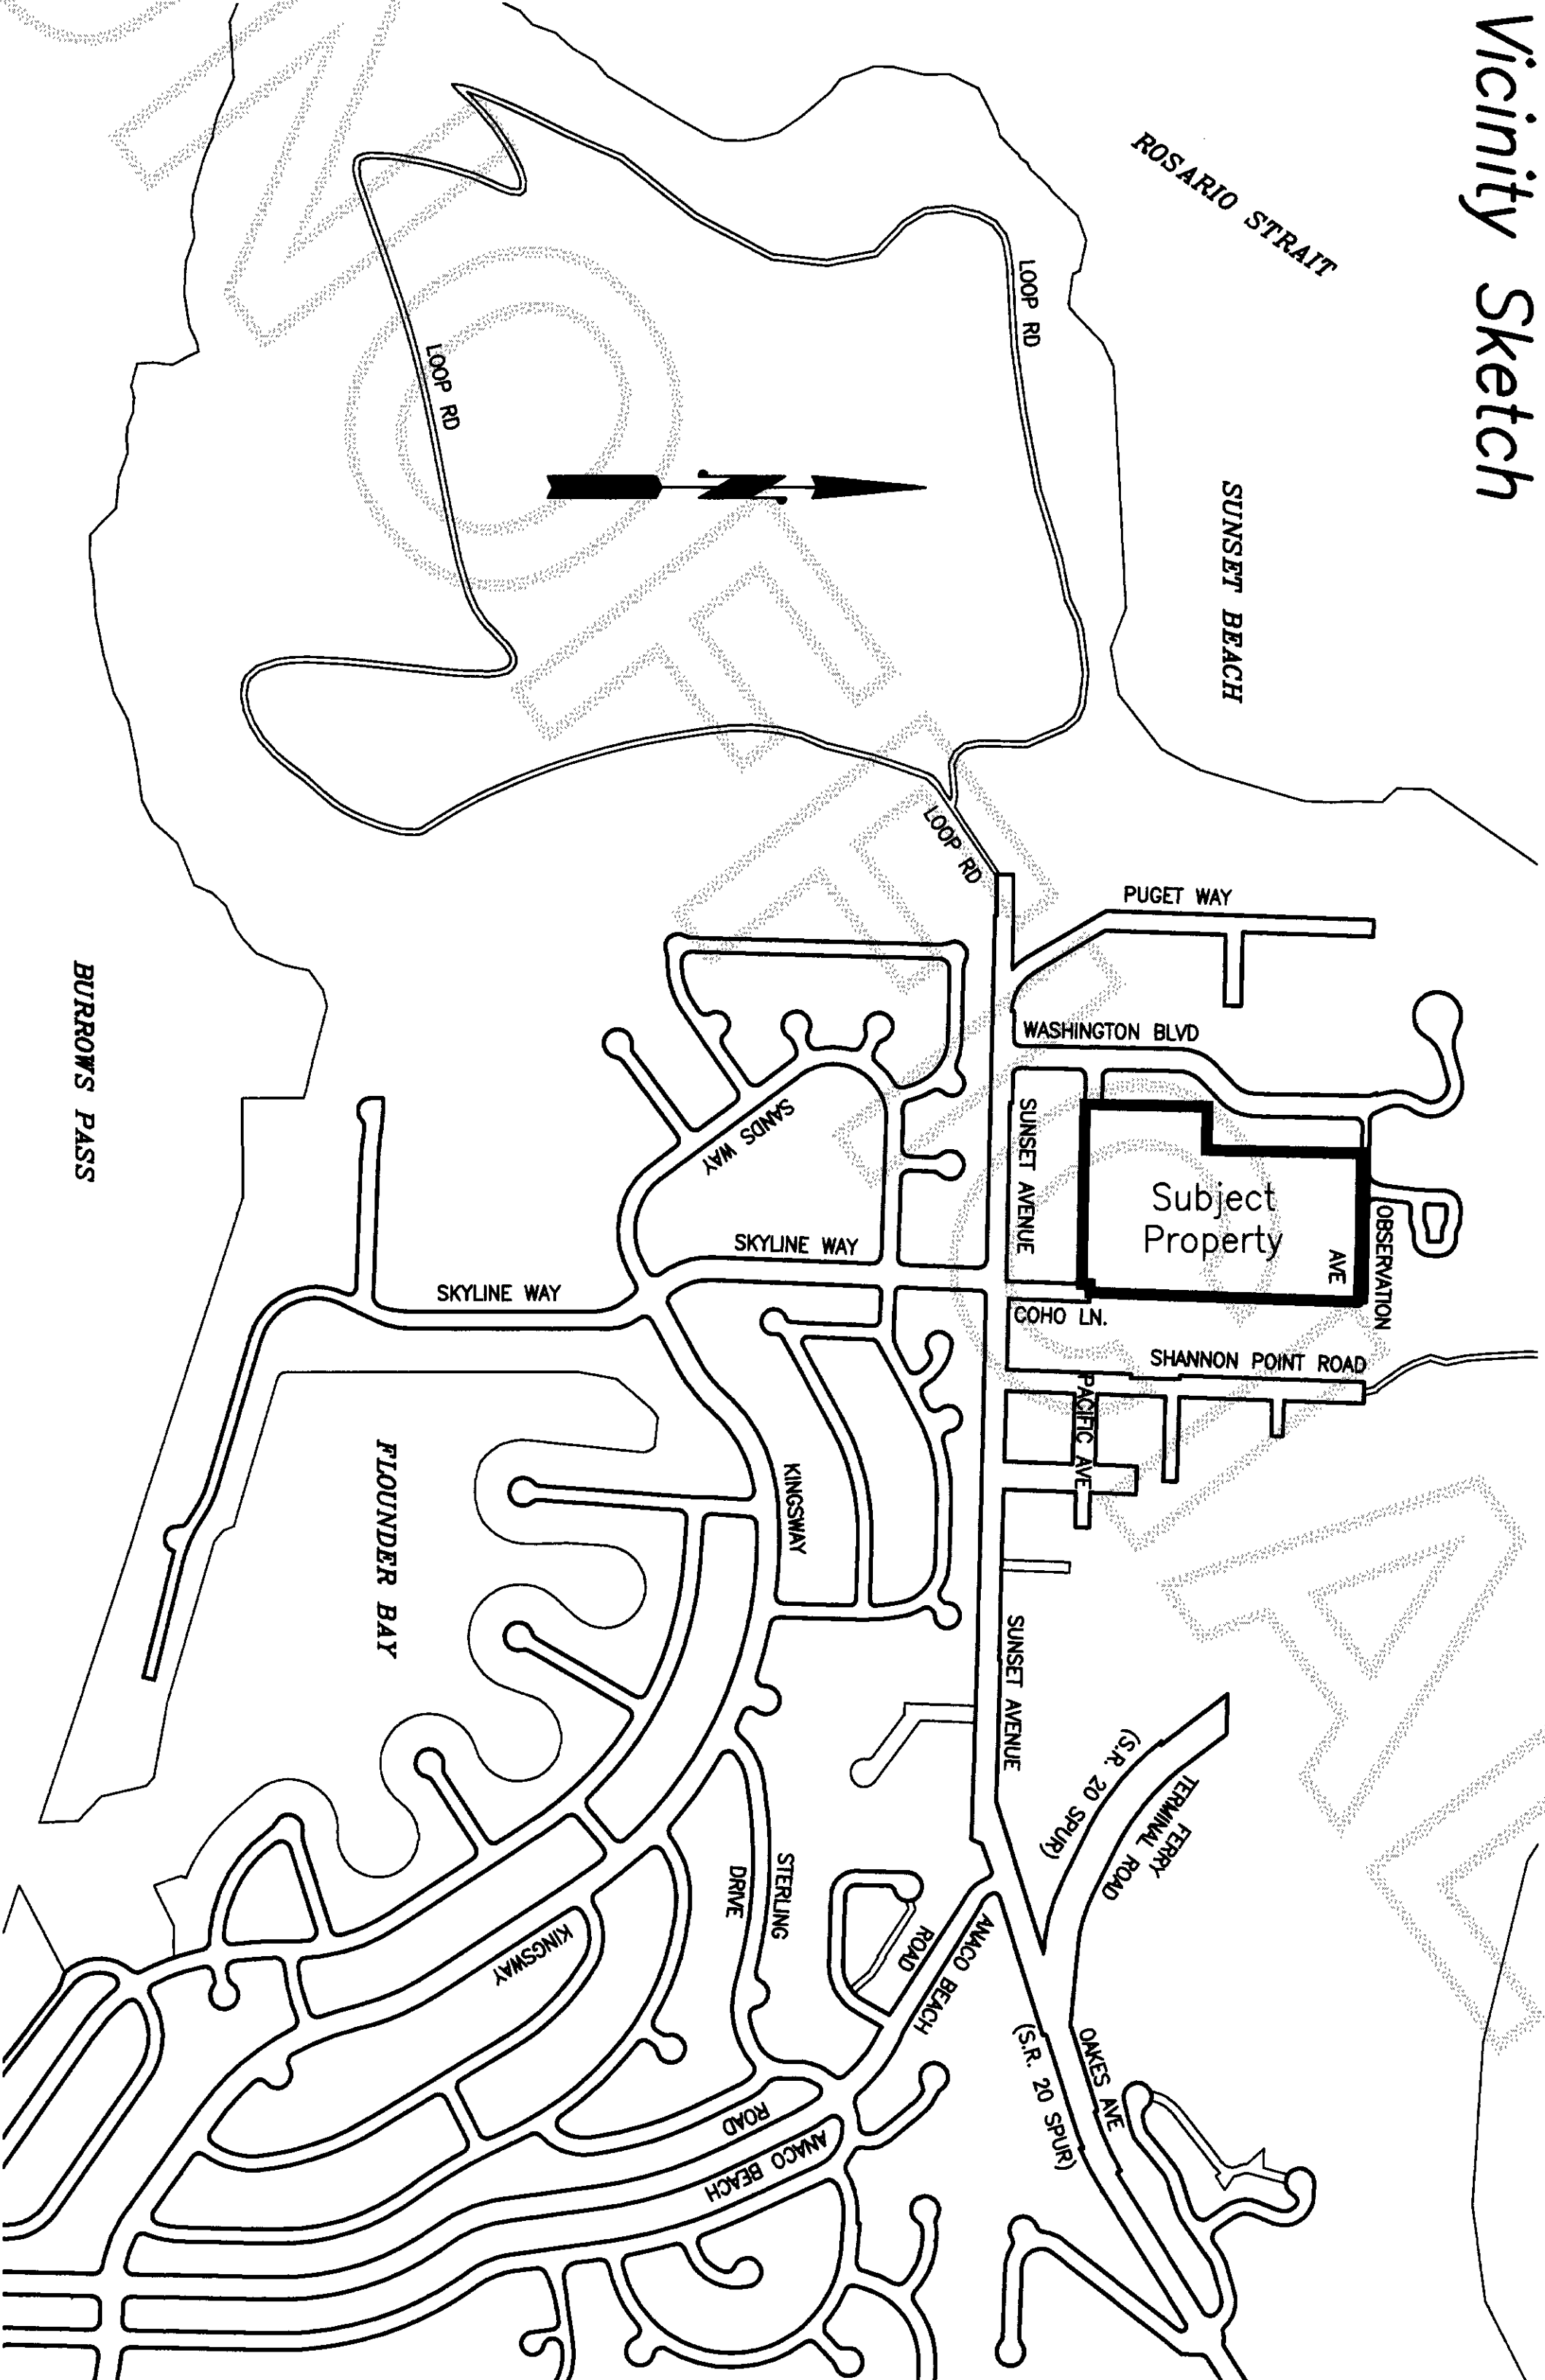 Vicinity Sketch
ROSARIO STRAIT
SUNSET BEACH
LOOP RD
LOOP RD
LOOP RD
PUGET WAY
WASHINGTON BLVD
SUNSET AVENUE
Subject
Property
OBSERVATION
AVE
COHO LN.
SHANNON POINT ROAD
PACIFIC AVE
SANDS WAY
SKYLINE WAY
SKYLINE WAY
BURROWS PASS
FLOUNDER BAY
KINGSWAY
SUNSET AVENUE
(S.R. 20 SPUR)
FERRY
TERMINAL ROAD
STERLING
DRIVE
KINGSWAY
ANACO BEACH
ROAD
(S.R. 20 SPUR)
OAKES AVE
ANACO BEACH
ROAD